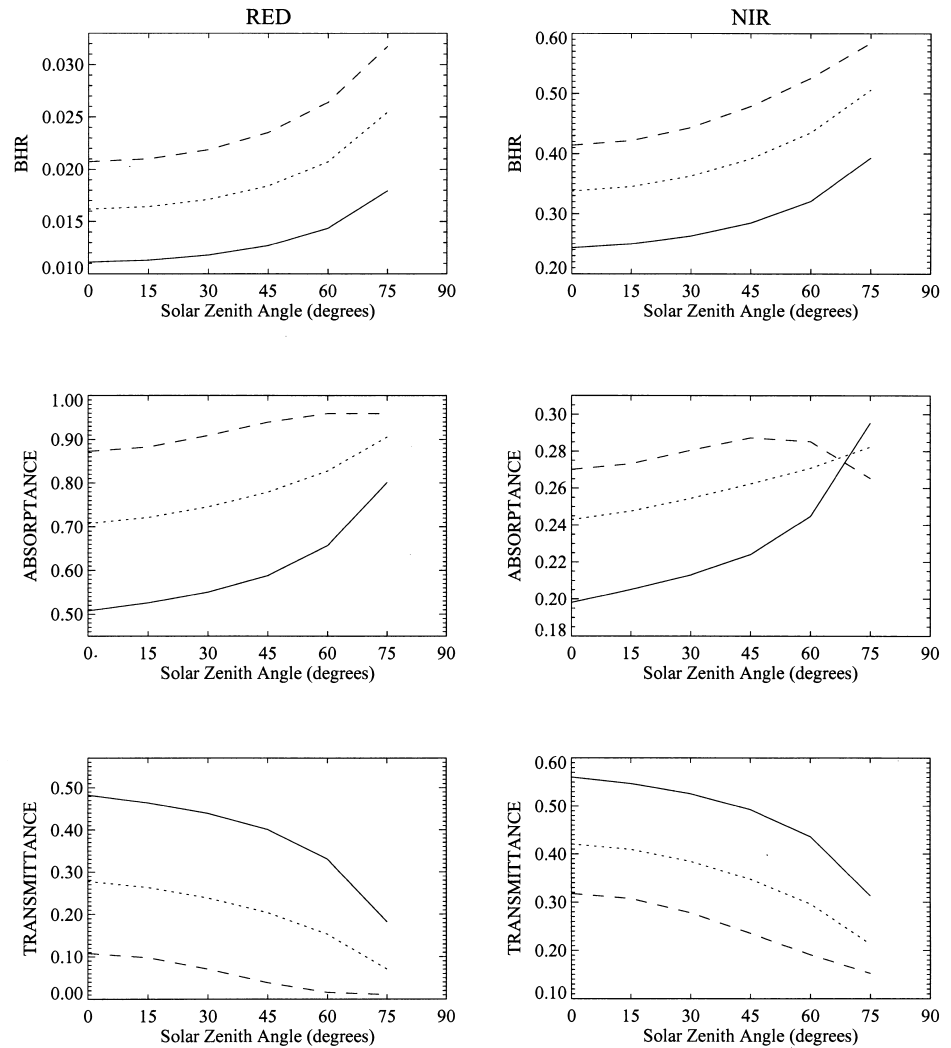 RED
NIR
BHR
0.030
0.025
0.020
0.015
0.010
0 15 30 45 60 75 90
Solar Zenith Angle (degrees)
BHR
0.60
0.50
0.40
0.30
0.20
0 15 30 45 60 75 90
Solar Zenith Angle (degrees)
ABSORPTANCE
1.00
0.90
0.80
0.70
0.60
0.50
0 15 30 45 60 75 90
Solar Zenith Angle (degrees)
ABSORPTANCE
0.30
0.28
0.26
0.24
0.22
0.20
0.18
0 15 30 45 60 75 90
Solar Zenith Angle (degrees)
TRANSMITTANCE
0.50
0.40
0.30
0.20
0.10
0.00
0 15 30 45 60 75 90
Solar Zenith Angle (degrees)
TRANSMITTANCE
0.60
0.50
0.40
0.30
0.20
0.10
0 15 30 45 60 75 90
Solar Zenith Angle (degrees)